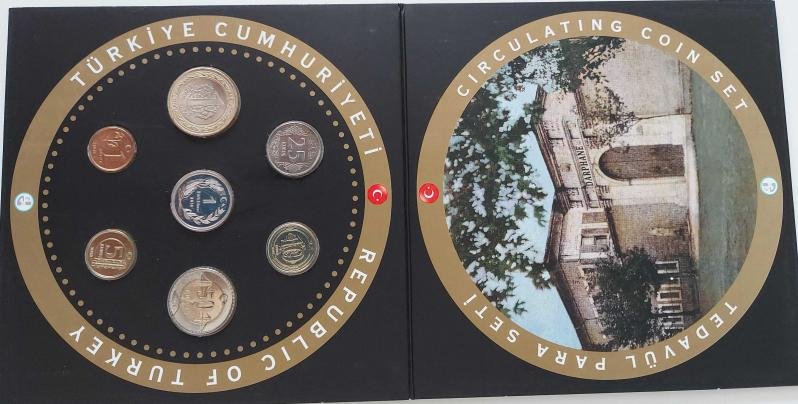 TÜRKİYE CUMHURİYETİ
1
25
1
5
10
50
REPUBLIC OF TURKEY
CIRCULATING COIN SET
DARPHANE
TEDAVÜL PARA SETİ